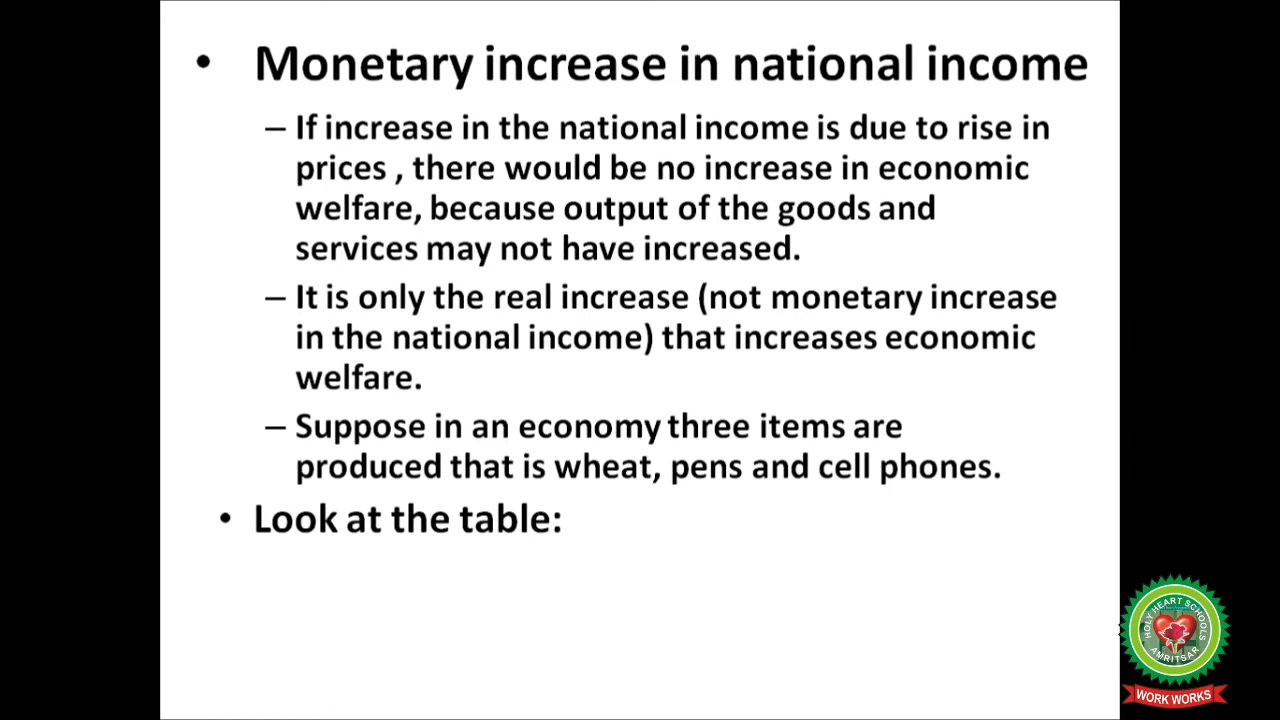 • Monetary increase in national income
– If increase in the national income is due to rise in
prices , there would be no increase in economic
welfare, because output of the goods and
services may not have increased.
– It is only the real increase (not monetary increase
in the national income) that increases economic
welfare.
– Suppose in an economy three items are
produced that is wheat, pens and cell phones.
• Look at the table:
HOLY HEART SCHOOLS
AMRITSAR
WORK WORKS